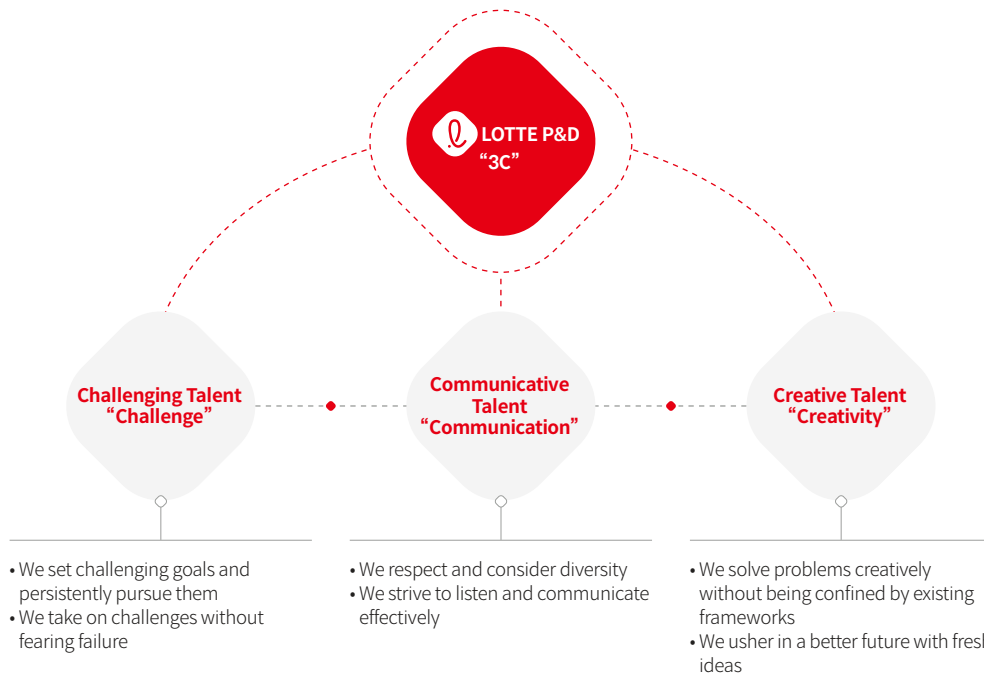 LOTTE P&D
“3C”
Challenging Talent
“Challenge”
Communicative
Talent
“Communication”
Creative Talent
“Creativity”
• We set challenging goals and
persistently pursue them
• We take on challenges without
fearing failure
• We respect and consider diversity
• We strive to listen and communicate
effectively
• We solve problems creatively
without being confined by existing
frameworks
• We usher in a better future with fresh
ideas